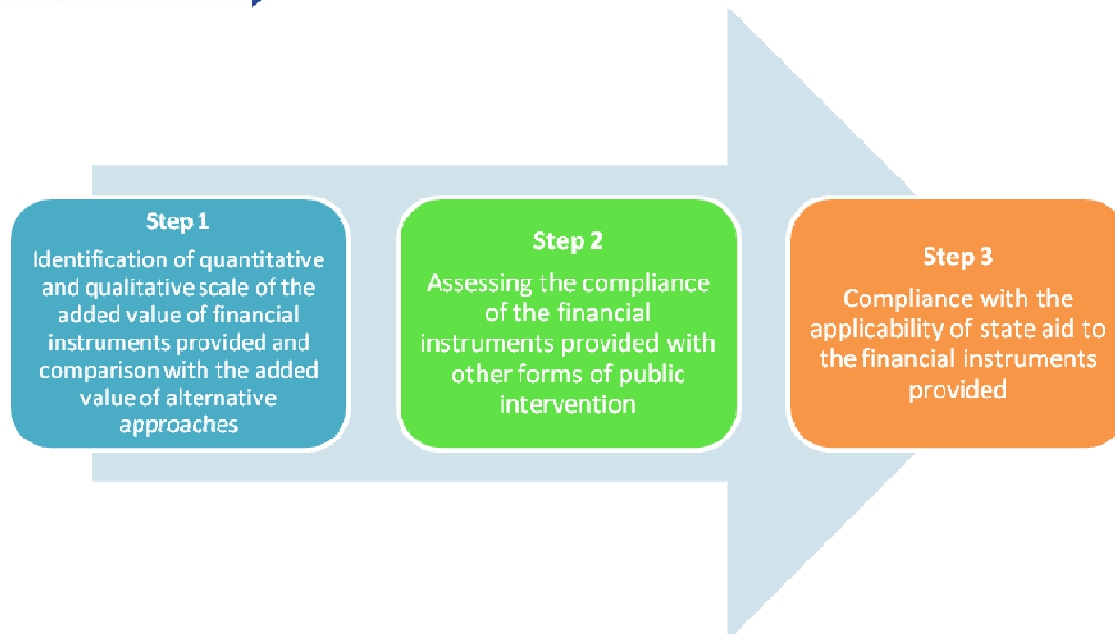 Step 1
Identification of quantitative
and qualitative scale of the
added value of financial
instruments provided and
comparison with the added
value of alternative
approaches
Step 2
Assessing the compliance
of the financial
instruments provided with
other forms of public
intervention
Step 3
Compliance with the
applicability of state aid to
the financial instruments
provided